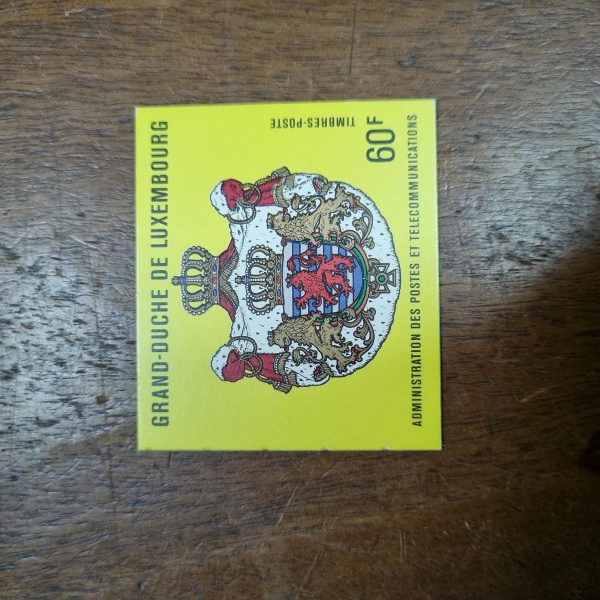 GRAND-DUCHE DE LUXEMBOURG
TIMBRES-POSTE
60F
ADMINISTRATION DES POSTES ET TELECOMMUNICATIONS